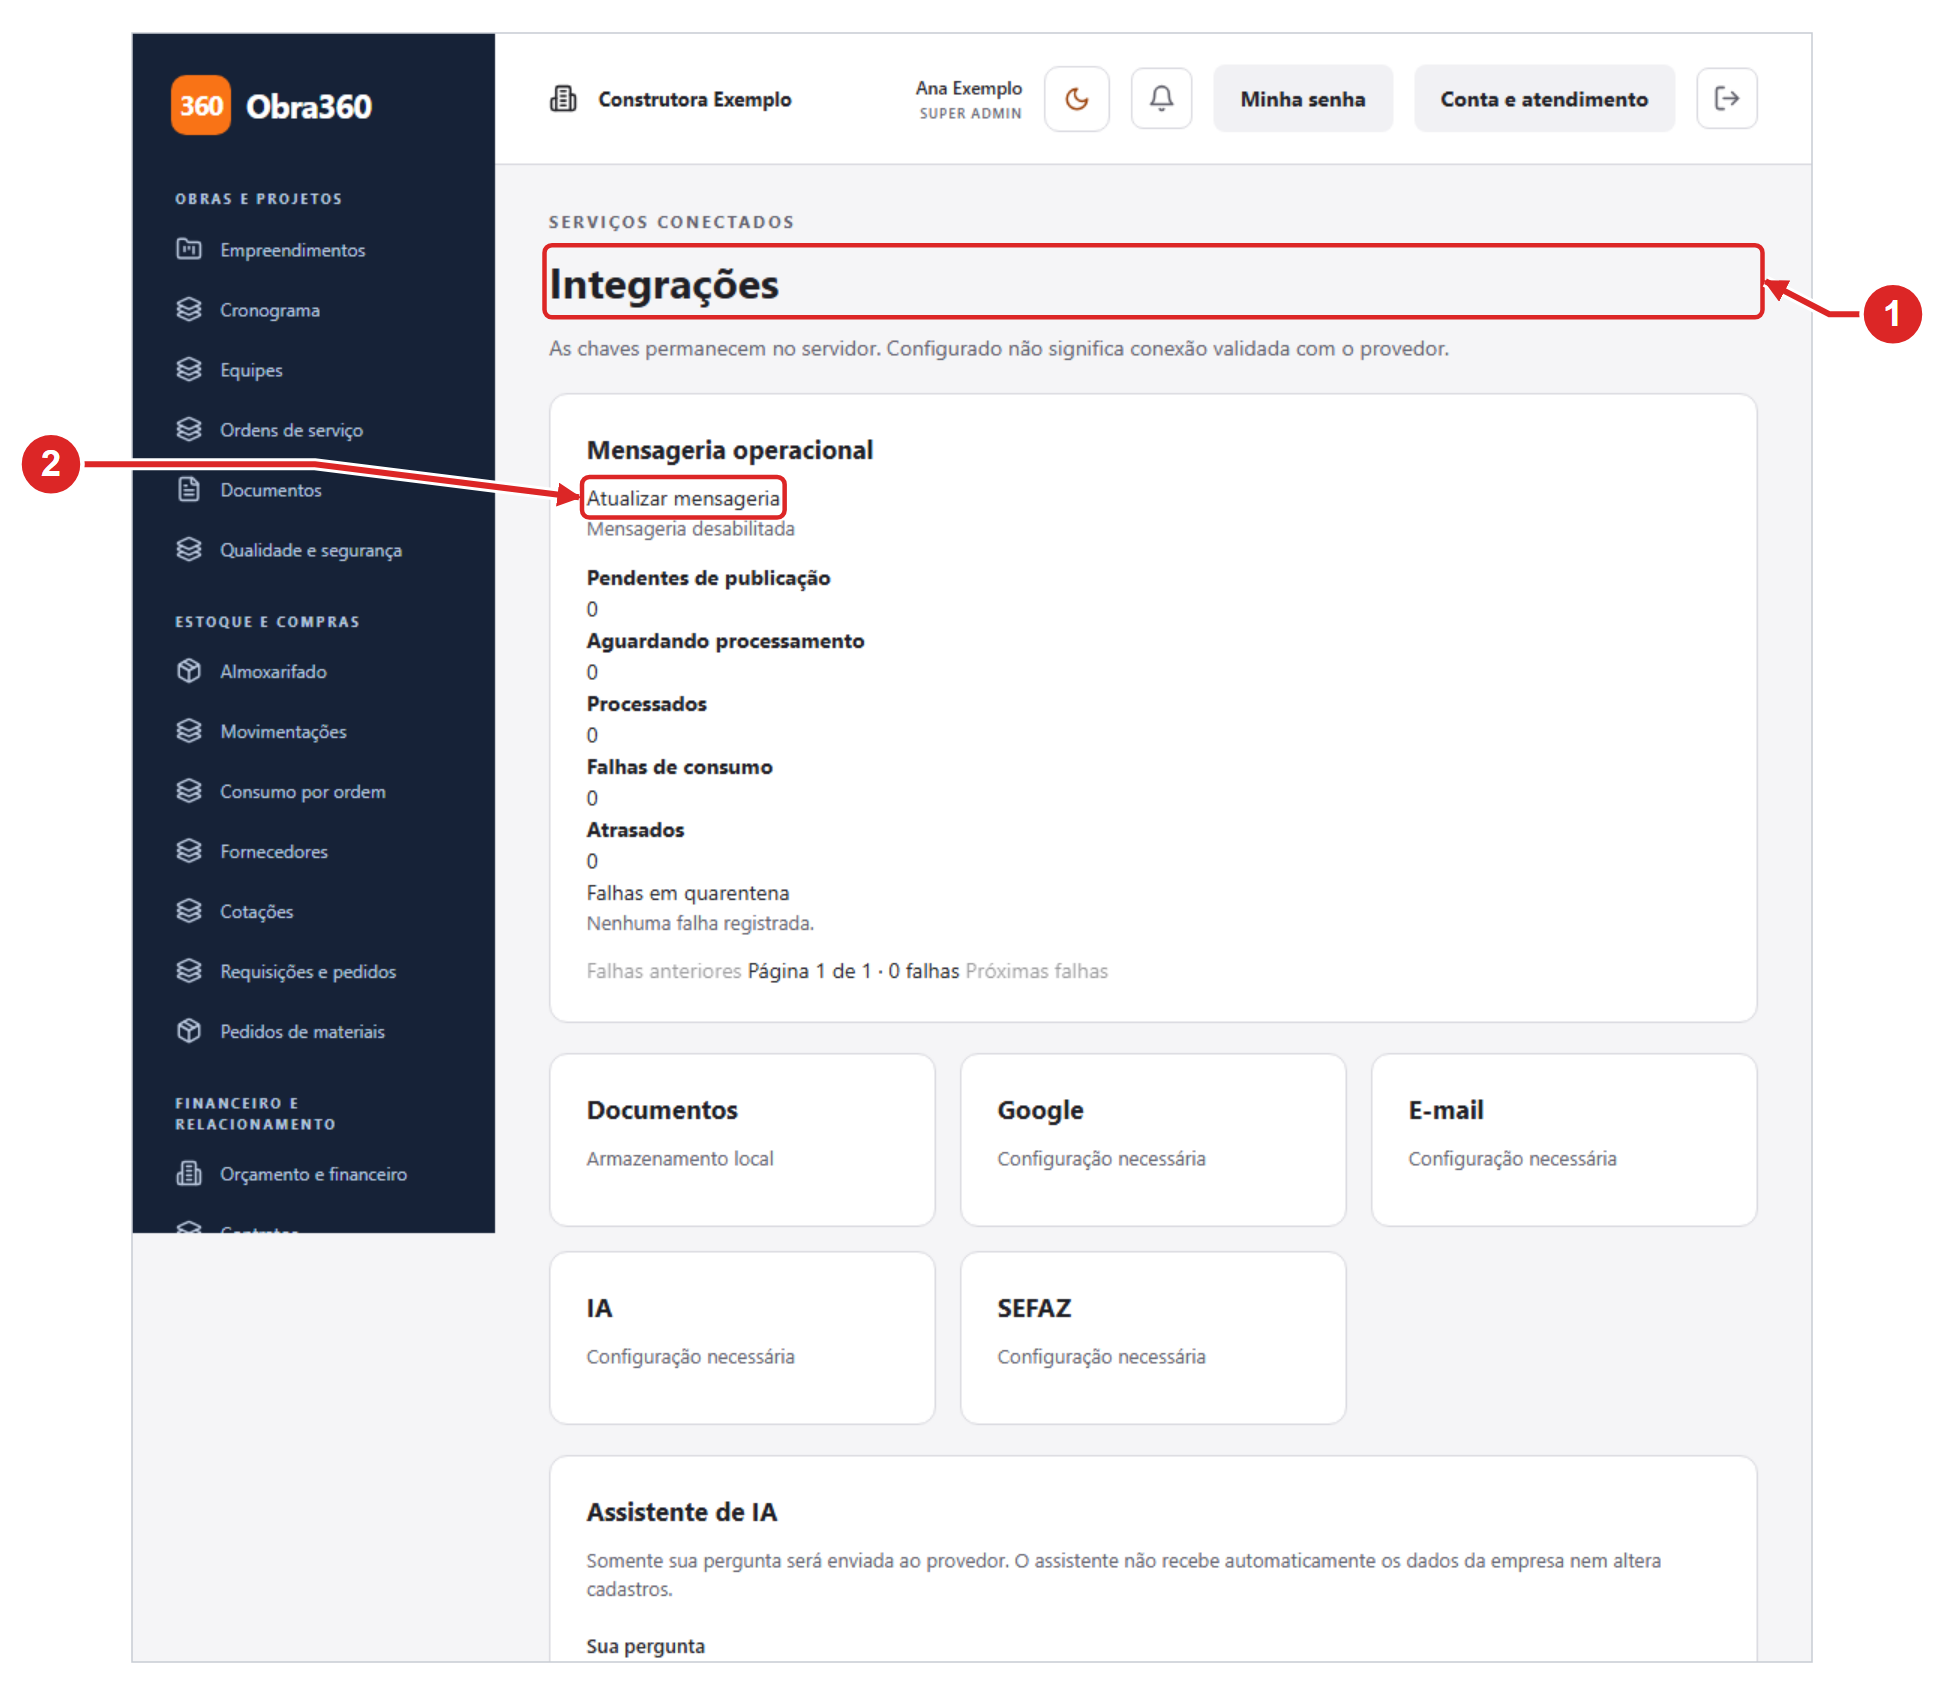 360 Obra360
OBRAS E PROJETOS
Empreendimentos
Cronograma
Equipes
Ordens de serviço
Documentos
Qualidade e segurança
ESTOQUE E COMPRAS
Almoxarifado
Movimentações
Consumo por ordem
Fornecedores
Cotações
Requisições e pedidos
Pedidos de materiais
FINANCEIRO E
RELACIONAMENTO
Orçamento e financeiro
Construtora Exemplo
Ana Exemplo
SUPER ADMIN
Minha senha
Conta e atendimento
SERVIÇOS CONECTADOS
Integrações
1
As chaves permanecem no servidor. Configurado não significa conexão validada com o provedor.
Mensageria operacional
2
Atualizar mensageria
Mensageria desabilitada
Pendentes de publicação
0
Aguardando processamento
0
Processados
0
Falhas de consumo
0
Atrasados
0
Falhas em quarentena
Nenhuma falha registrada.
Falhas anteriores Página 1 de 1 · 0 falhas Próximas falhas
Documentos
Armazenamento local
Google
Configuração necessária
E-mail
Configuração necessária
IA
Configuração necessária
SEFAZ
Configuração necessária
Assistente de IA
Somente sua pergunta será enviada ao provedor. O assistente não recebe automaticamente os dados da empresa nem altera
cadastros.
Sua pergunta